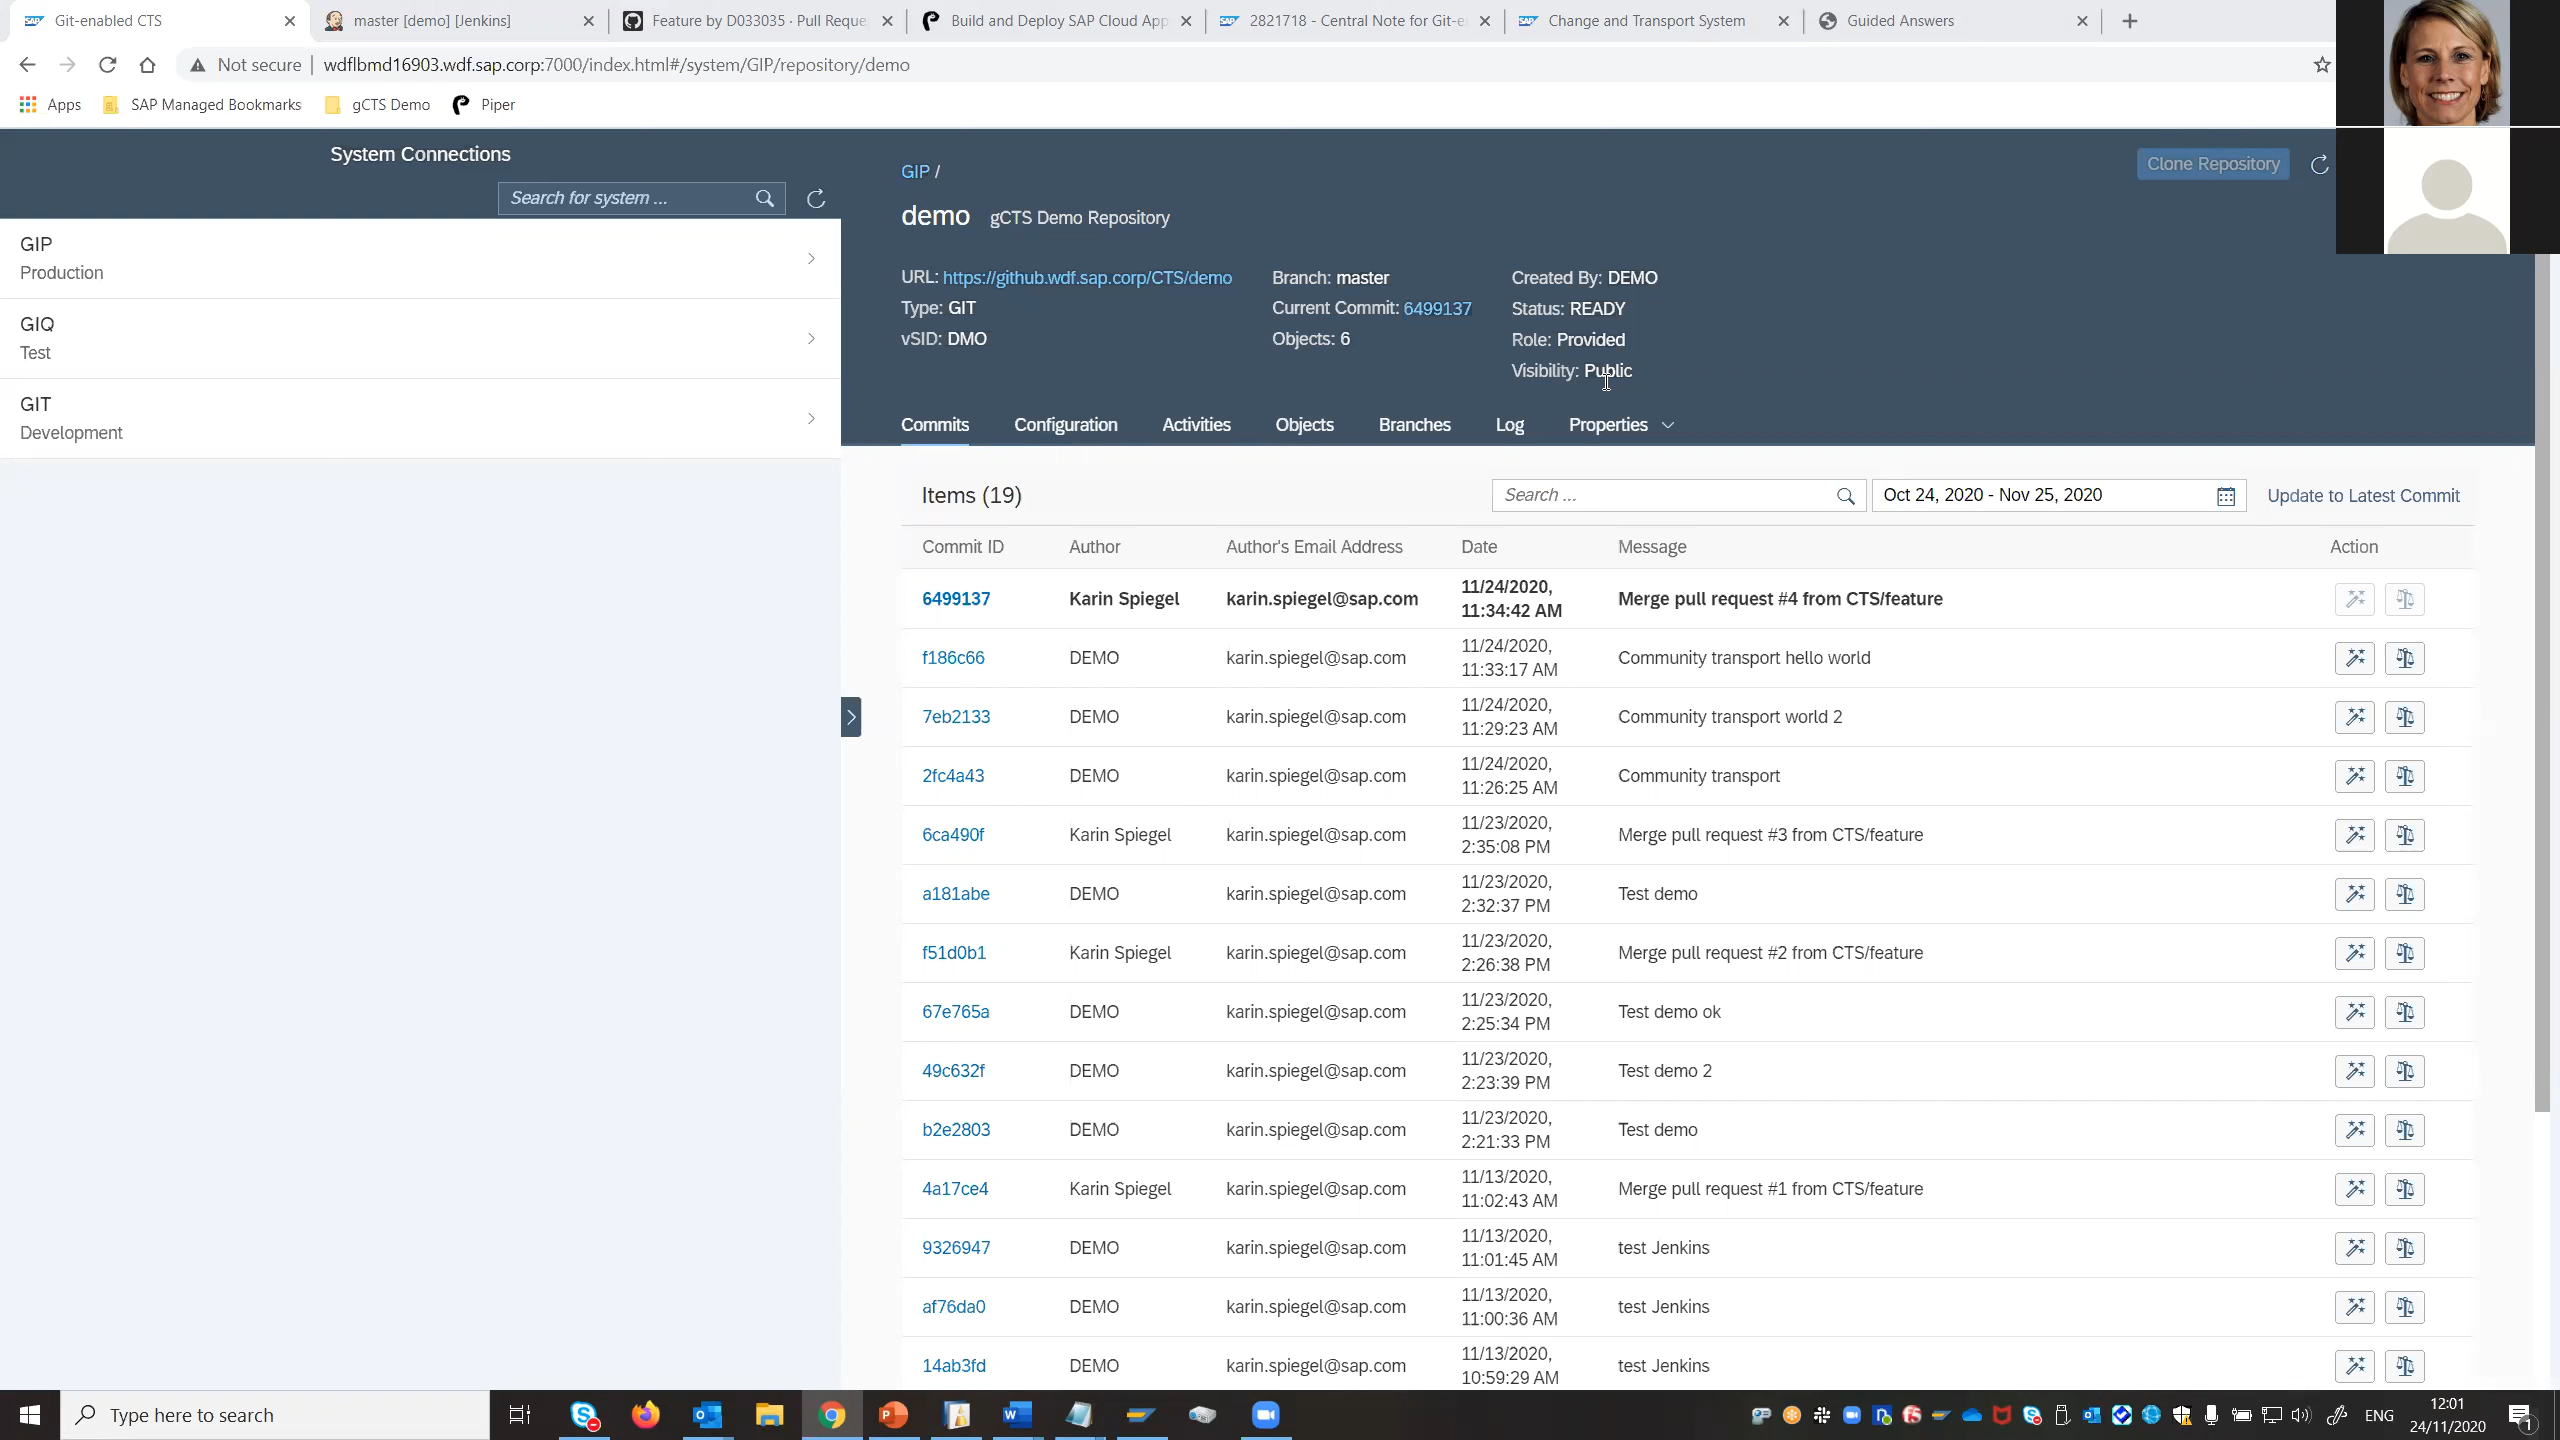 Git-enabled CTS
master [demo] [Jenkins]
Feature by D033035 · Pull Reque
Build and Deploy SAP Cloud App
2821718 - Central Note for Git-e
Change and Transport System
Guided Answers
Not secure
wdflbmd16903.wdf.sap.corp:7000/index.html#/system/GIP/repository/demo
Apps
SAP Managed Bookmarks
gCTS Demo
Piper
System Connections
Search for system ...
GIP
Production
GIQ
Test
GIT
Development
GIP /
Clone Repository
demo gCTS Demo Repository
URL: https://github.wdf.sap.corp/CTS/demo
Type: GIT
vSID: DMO
Branch: master
Current Commit: 6499137
Objects: 6
Created By: DEMO
Status: READY
Role: Provided
Visibility: Public
Commits Configuration Activities Objects Branches Log Properties
Items (19)
Search ...
Oct 24, 2020 - Nov 25, 2020
Update to Latest Commit
Commit ID Author Author's Email Address Date Message Action
6499137 Karin Spiegel karin.spiegel@sap.com 11/24/2020, 11:34:42 AM Merge pull request #4 from CTS/feature
f186c66 DEMO karin.spiegel@sap.com 11/24/2020, 11:33:17 AM Community transport hello world
7eb2133 DEMO karin.spiegel@sap.com 11/24/2020, 11:29:23 AM Community transport world 2
2fc4a43 DEMO karin.spiegel@sap.com 11/24/2020, 11:26:25 AM Community transport
6ca490f Karin Spiegel karin.spiegel@sap.com 11/23/2020, 2:35:08 PM Merge pull request #3 from CTS/feature
a181abe DEMO karin.spiegel@sap.com 11/23/2020, 2:32:37 PM Test demo
f51d0b1 Karin Spiegel karin.spiegel@sap.com 11/23/2020, 2:26:38 PM Merge pull request #2 from CTS/feature
67e765a DEMO karin.spiegel@sap.com 11/23/2020, 2:25:34 PM Test demo ok
49c632f DEMO karin.spiegel@sap.com 11/23/2020, 2:23:39 PM Test demo 2
b2e2803 DEMO karin.spiegel@sap.com 11/23/2020, 2:21:33 PM Test demo
4a17ce4 Karin Spiegel karin.spiegel@sap.com 11/13/2020, 11:02:43 AM Merge pull request #1 from CTS/feature
9326947 DEMO karin.spiegel@sap.com 11/13/2020, 11:01:45 AM test Jenkins
af76da0 DEMO karin.spiegel@sap.com 11/13/2020, 11:00:36 AM test Jenkins
14ab3fd DEMO karin.spiegel@sap.com 11/13/2020, 10:59:29 AM test Jenkins
Type here to search
ENG
12:01
24/11/2020
1